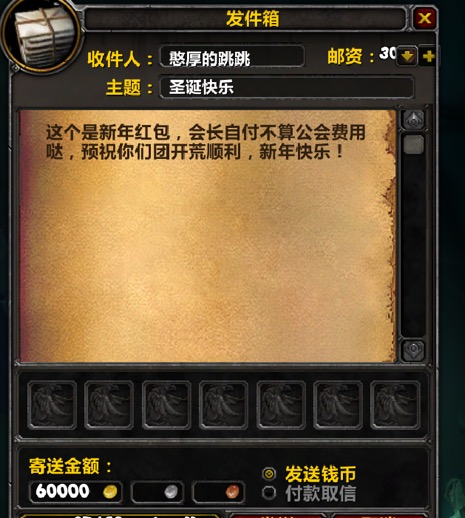 发件箱
收件人：憨厚的跳跳 邮资：30
主题：圣诞快乐
这个是新年红包，会长自付不算公会费用
哒，预祝你们团开荒顺利，新年快乐！
寄送金额：
60000
发送钱币
付款取信